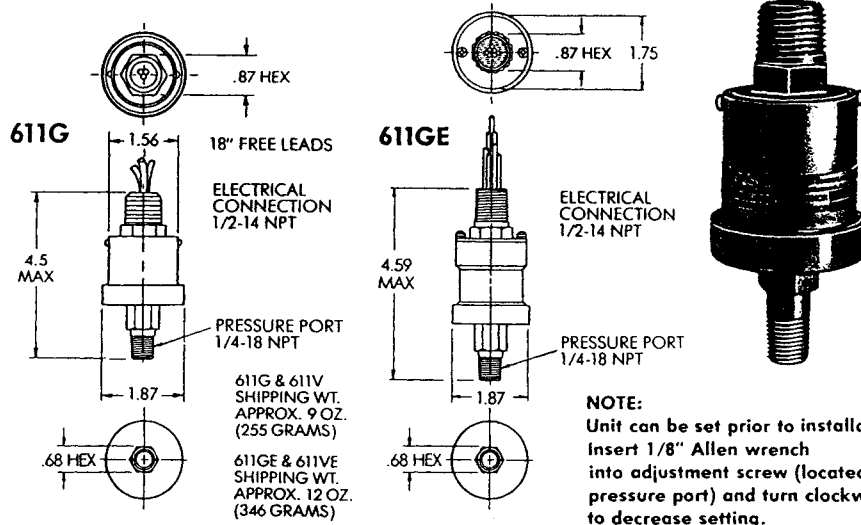 .87 HEX
611G
1.56
18" FREE LEADS
ELECTRICAL
CONNECTION
1/2-14 NPT
4.5
MAX
PRESSURE PORT
1/4-18 NPT
1.87
611G & 611V
SHIPPING WT.
APPROX. 9 OZ.
(255 GRAMS)
.68 HEX
611GE & 611VE
SHIPPING WT.
APPROX. 12 OZ.
(346 GRAMS)
.87 HEX
1.75
611GE
ELECTRICAL
CONNECTION
1/2-14 NPT
4.59
MAX
PRESSURE PORT
1/4-18 NPT
1.87
.68 HEX
NOTE:
Unit can be set prior to installa
Insert 1/8" Allen wrench
into adjustment screw (located
pressure port) and turn clockw
to decrease setting.